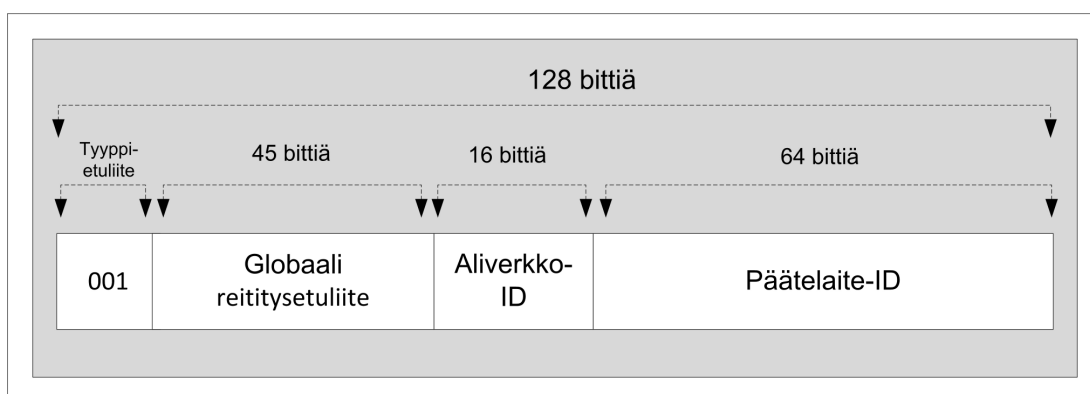 128 bittiä
Tyyppi-
etuliite
45 bittiä
16 bittiä
64 bittiä
001
Globaali
reititysetuliite
Aliverkko-
ID
Päätelaite-ID